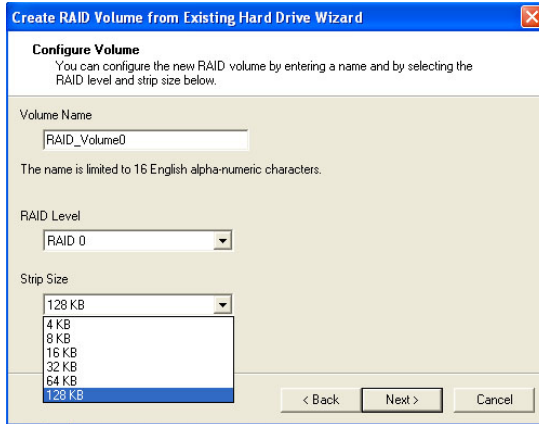 Create RAID Volume from Existing Hard Drive Wizard
Configure Volume
You can configure the new RAID volume by entering a name and by selecting the
RAID level and strip size below.
Volume Name
RAID_Volume0
The name is limited to 16 English alpha-numeric characters.
RAID Level
RAID 0
Strip Size
128 KB
4 KB
8 KB
16 KB
32 KB
64 KB
128 KB
< Back Next > Cancel